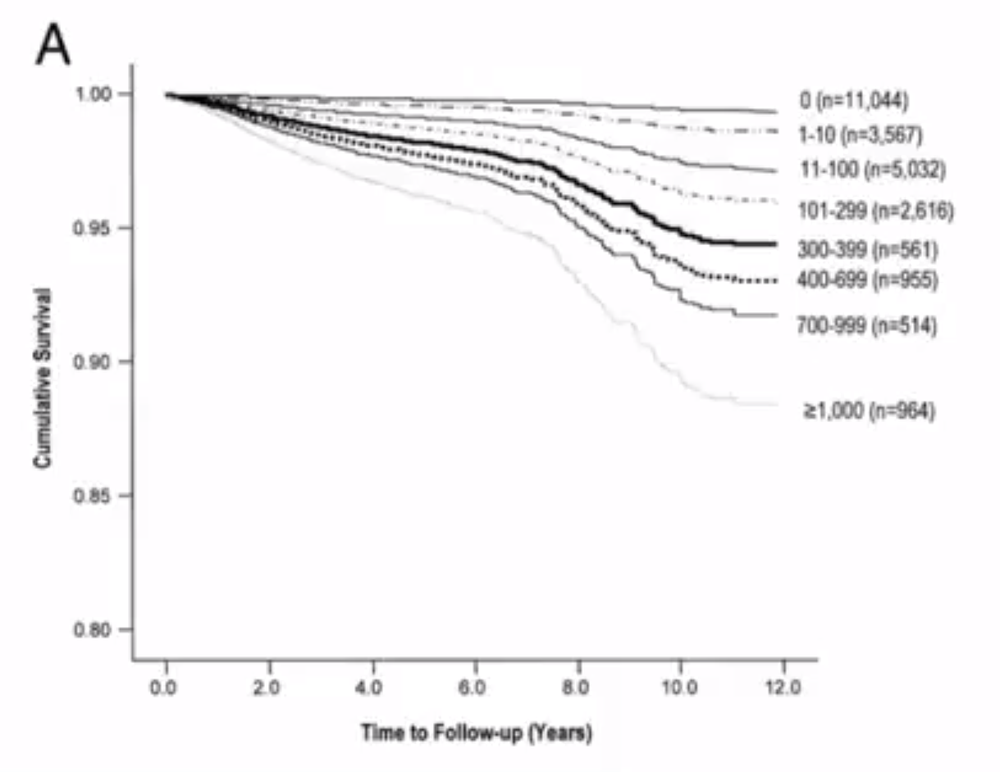 A
1.00
0.95
0.90
0.85
0.80
Cumulative Survival
0 (n=11,044)
1-10 (n=3,567)
11-100 (n=5,032)
101-299 (n=2,616)
300-399 (n=561)
400-699 (n=955)
700-999 (n=514)
≥1,000 (n=964)
0.0 2.0 4.0 6.0 8.0 10.0 12.0
Time to Follow-up (Years)